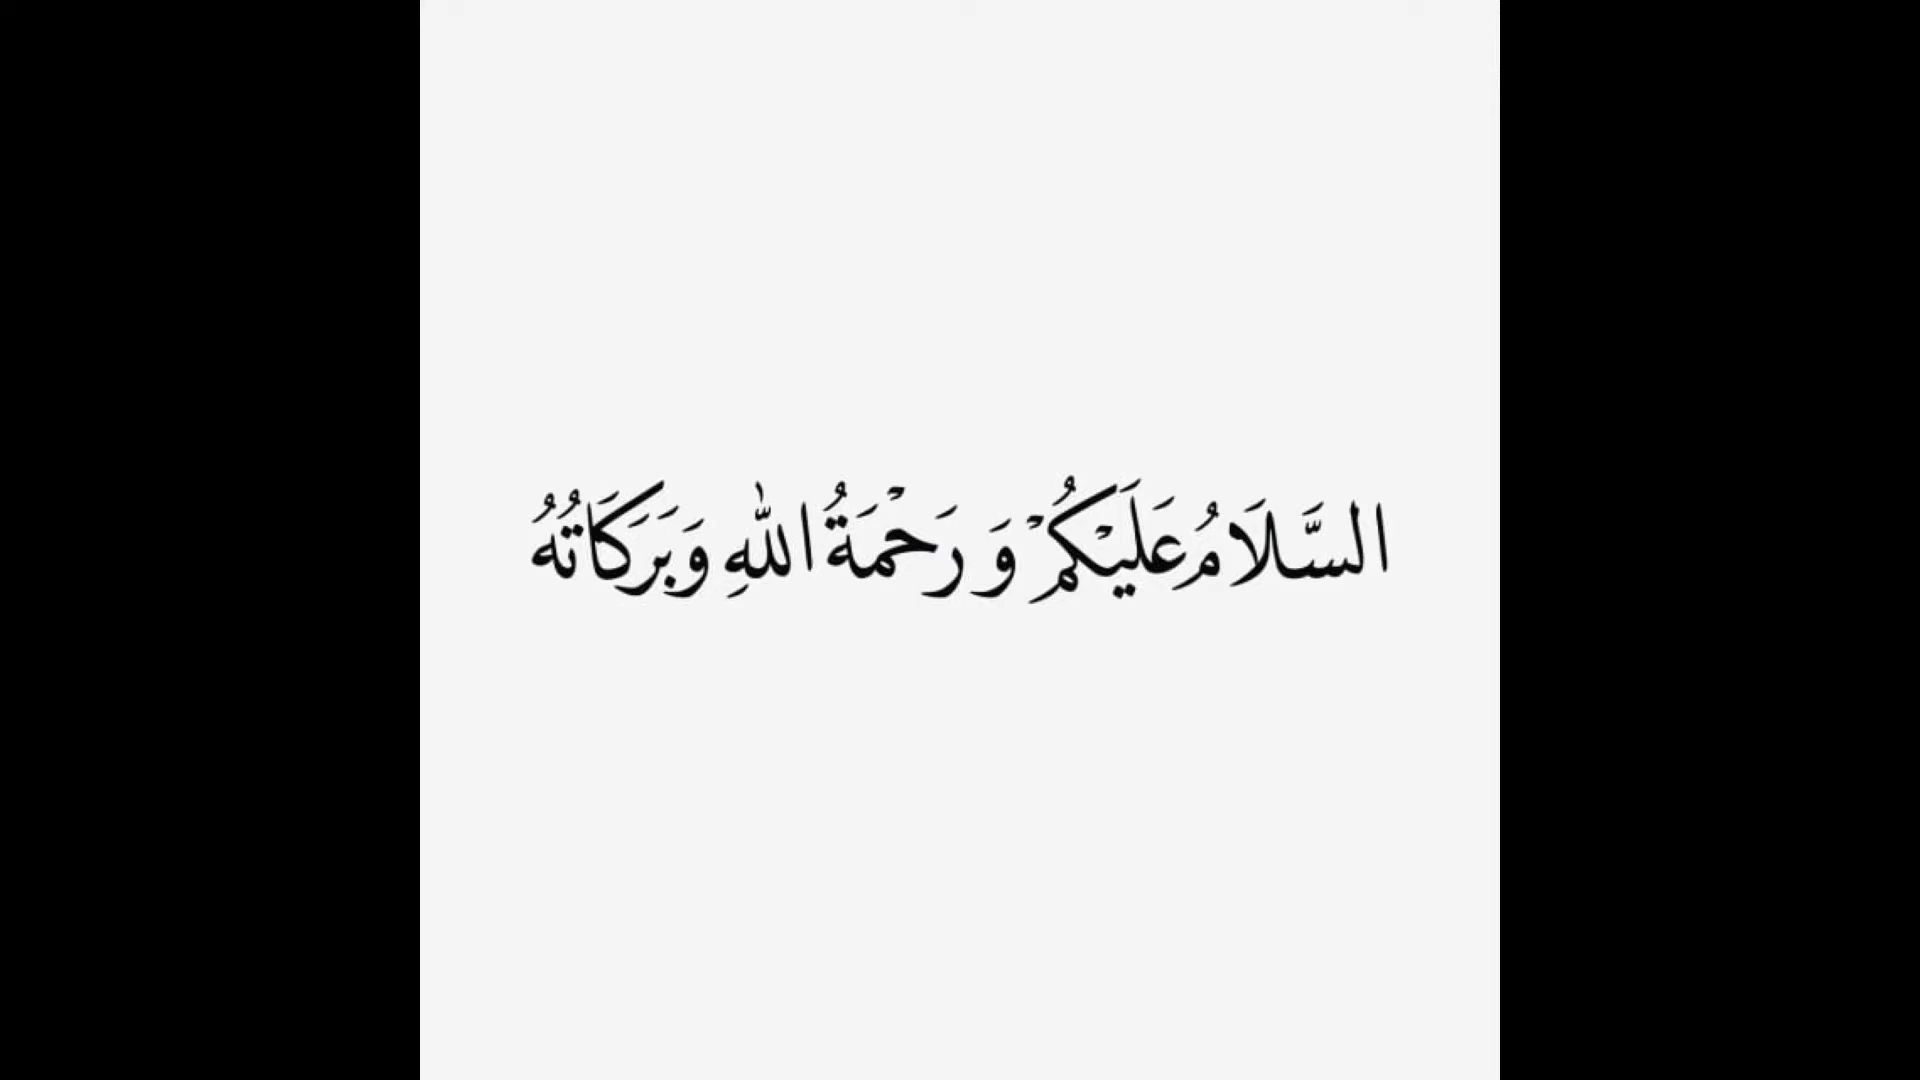 السَّلَامُ عَلَيْكُمْ وَ رَحْمَةُ اللهِ وَبَرَكَاتُهُ